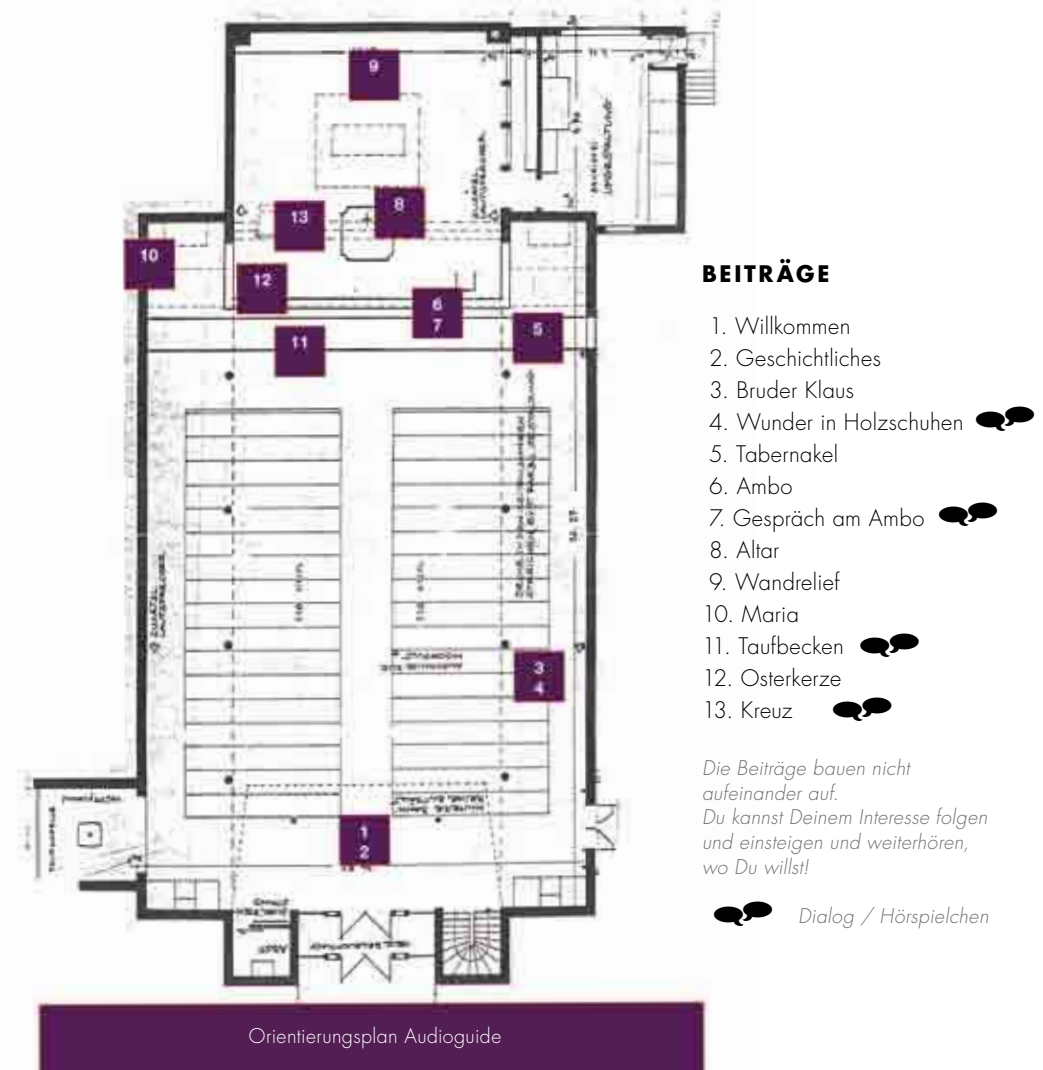 9
8
13
10
12
6
7
5
11
3
4
1
2
BEITRÄGE
1. Willkommen
2. Geschichtliches
3. Bruder Klaus
4. Wunder in Holzschuhen
5. Tabernakel
6. Ambo
7. Gespräch am Ambo
8. Altar
9. Wandrelief
10. Maria
11. Taufbecken
12. Osterkerze
13. Kreuz
Die Beiträge bauen nicht
aufeinander auf.
Du kannst Deinem Interesse folgen
und einsteigen und weiterhören,
wo Du willst!
Dialog / Hörspielchen
Orientierungsplan Audioguide